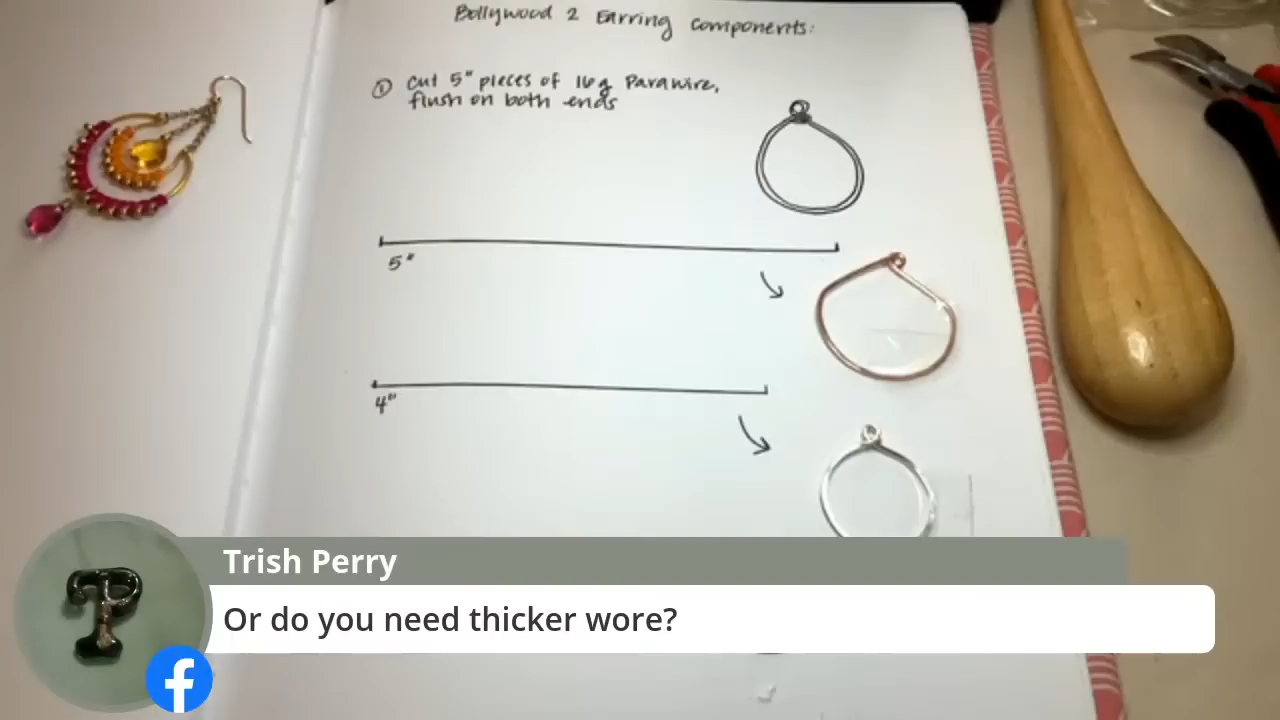 Bollywood 2 Earring Components:
① Cut 5" pieces of 16g Parawire,
flush on both ends
5"
4"
Trish Perry
Or do you need thicker wore?